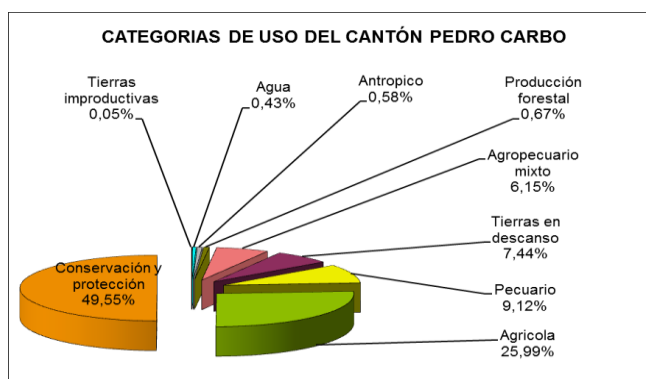 CATEGORIAS DE USO DEL CANTÓN PEDRO CARBO
Tierras
improductivas
0,05%
Agua
0,43%
Antropico
0,58%
Producción
forestal
0,67%
Agropecuario
mixto
6,15%
Tierras en
descanso
7,44%
Pecuario
9,12%
Agricola
25,99%
Conservación y
protección
49,55%